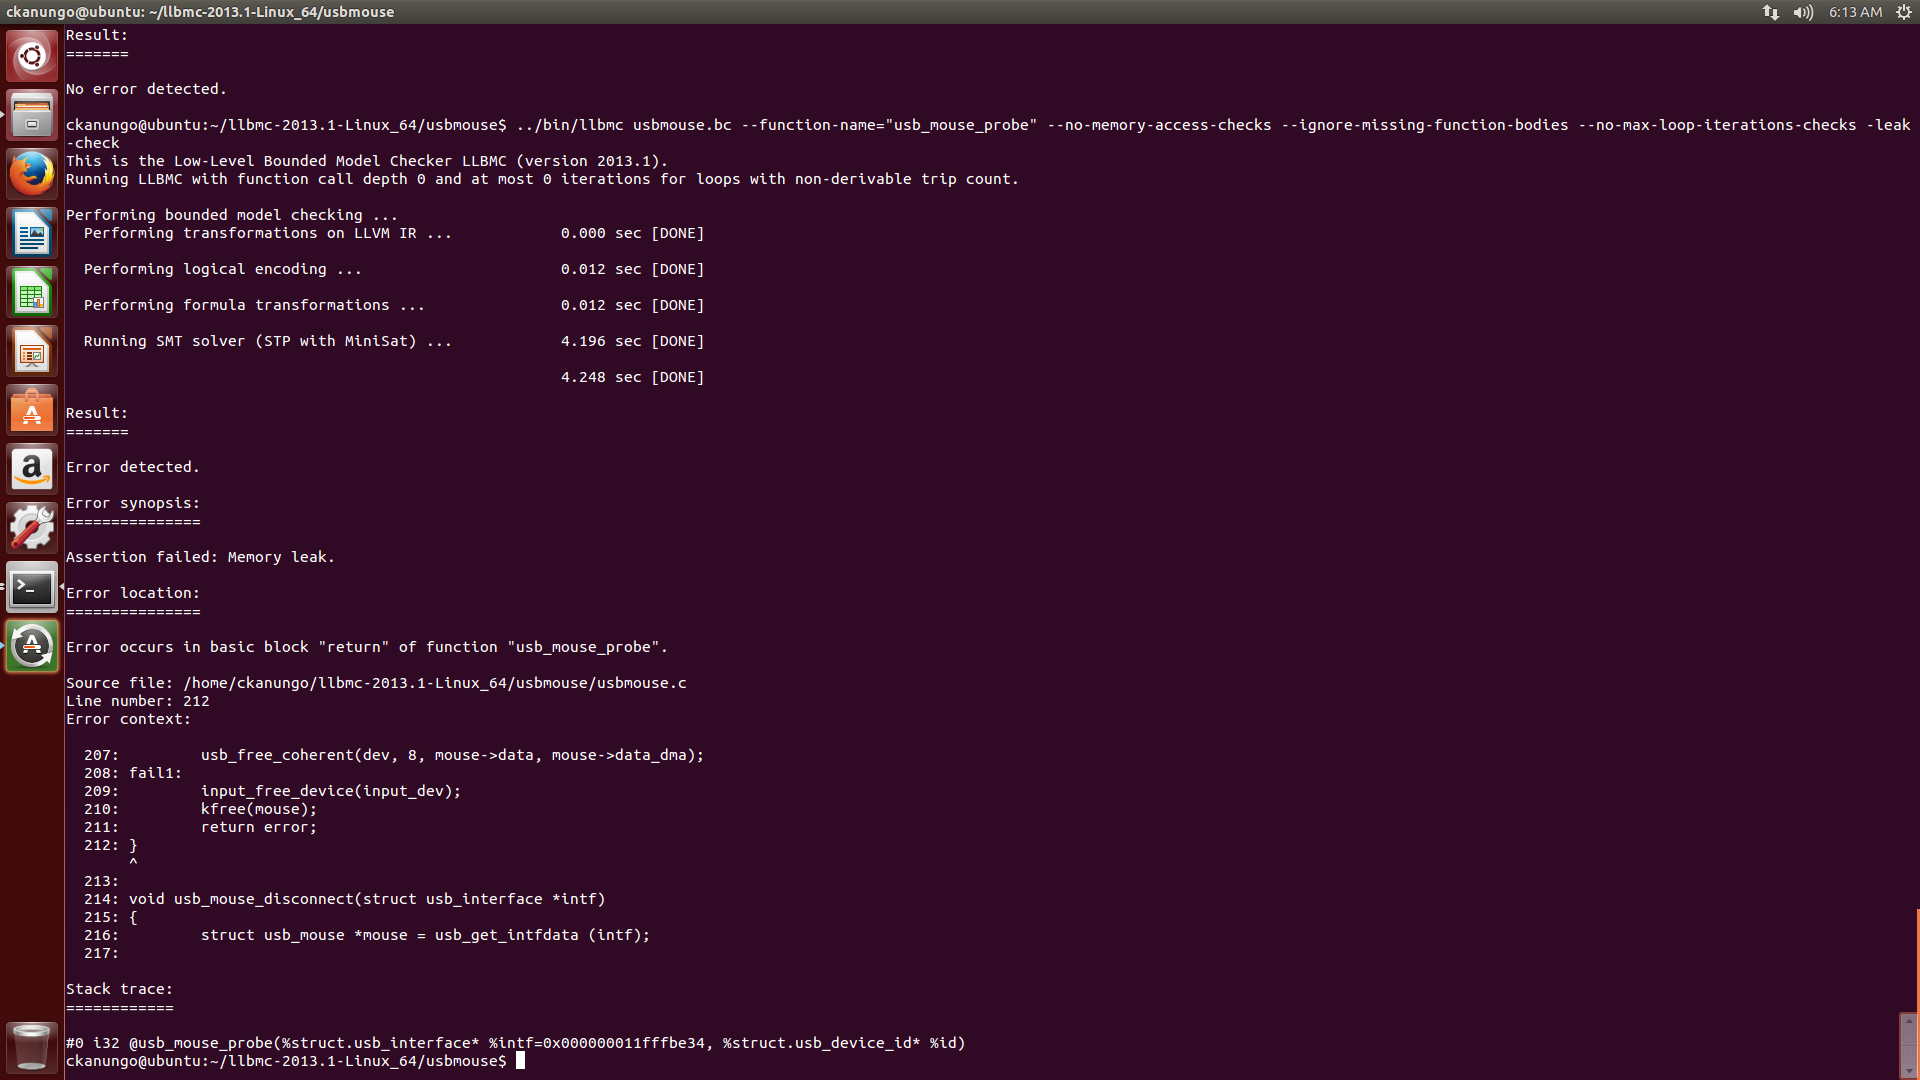 ckanungo@ubuntu: ~/llbmc-2013.1-Linux_64/usbmouse
6:13 AM
Result:
=======
No error detected.
ckanungo@ubuntu:~/llbmc-2013.1-Linux_64/usbmouse$ ../bin/llbmc usbmouse.bc --function-name="usb_mouse_probe" --no-memory-access-checks --ignore-missing-function-bodies --no-max-loop-iterations-checks -leak
-check
This is the Low-Level Bounded Model Checker LLBMC (version 2013.1).
Running LLBMC with function call depth 0 and at most 0 iterations for loops with non-derivable trip count.
Performing bounded model checking ...
Performing transformations on LLVM IR ... 0.000 sec [DONE]
Performing logical encoding ... 0.012 sec [DONE]
Performing formula transformations ... 0.012 sec [DONE]
Running SMT solver (STP with MiniSat) ... 4.196 sec [DONE]
4.248 sec [DONE]
Result:
=======
Error detected.
Error synopsis:
===============
Assertion failed: Memory leak.
Error location:
===============
Error occurs in basic block "return" of function "usb_mouse_probe".
Source file: /home/ckanungo/llbmc-2013.1-Linux_64/usbmouse/usbmouse.c
Line number: 212
Error context:
207: usb_free_coherent(dev, 8, mouse->data, mouse->data_dma);
208: fail1:
209: input_free_device(input_dev);
210: kfree(mouse);
211: return error;
212: }
^
213:
214: void usb_mouse_disconnect(struct usb_interface *intf)
215: {
216: struct usb_mouse *mouse = usb_get_intfdata (intf);
217:
Stack trace:
============
#0 i32 @usb_mouse_probe(%struct.usb_interface* %intf=0x000000011fffbe34, %struct.usb_device_id* %id)
ckanungo@ubuntu:~/llbmc-2013.1-Linux_64/usbmouse$